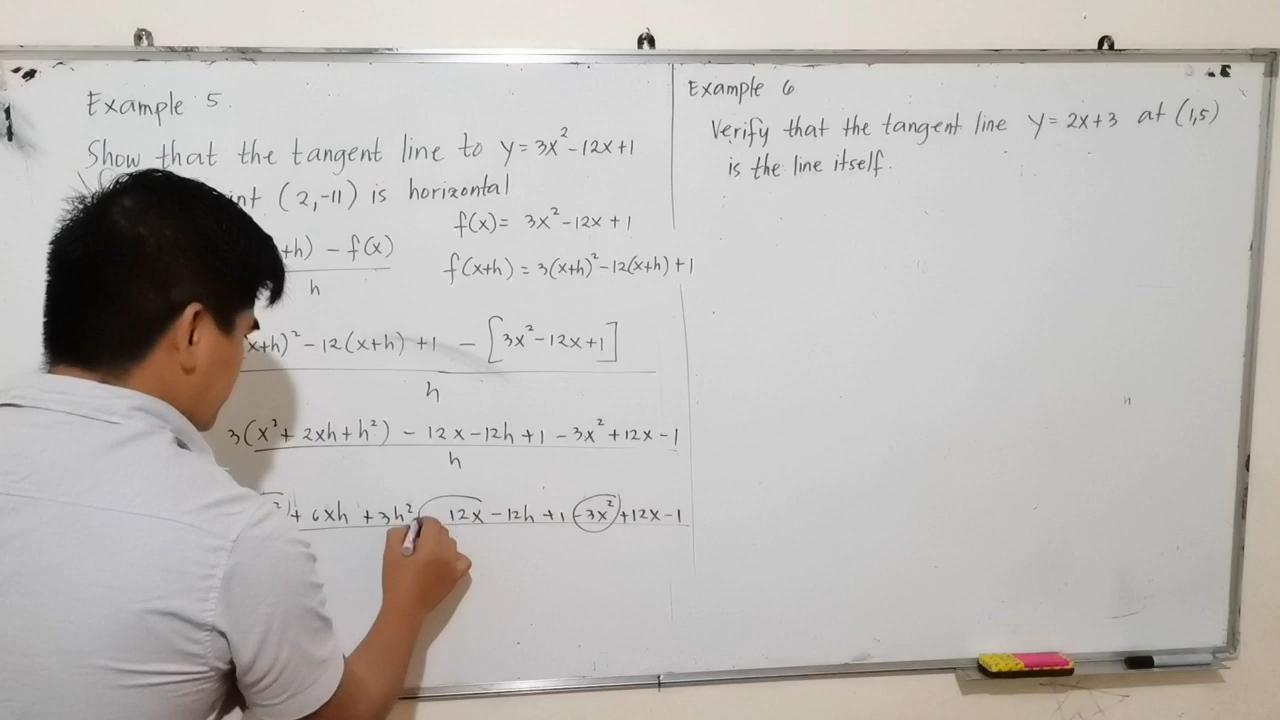 Example 5.
Show that the tangent line to y = 3x² - 12x + 1
(2, -11) is horizontal
f(x) = 3x² - 12x + 1
+h) - f(x)
h
f(x+h) = 3(x+h)² - 12(x+h) + 1
x+h)² - 12(x+h) + 1 - [3x² - 12x + 1]
h
3(x² + 2xh + h²) - 12x - 12h + 1 - 3x² + 12x - 1
h
²) + 6xh + 3h² 12x - 12h + 1 - 3x² + 12x - 1
Example 6
Verify that the tangent line y = 2x + 3 at (1,5)
is the line itself.